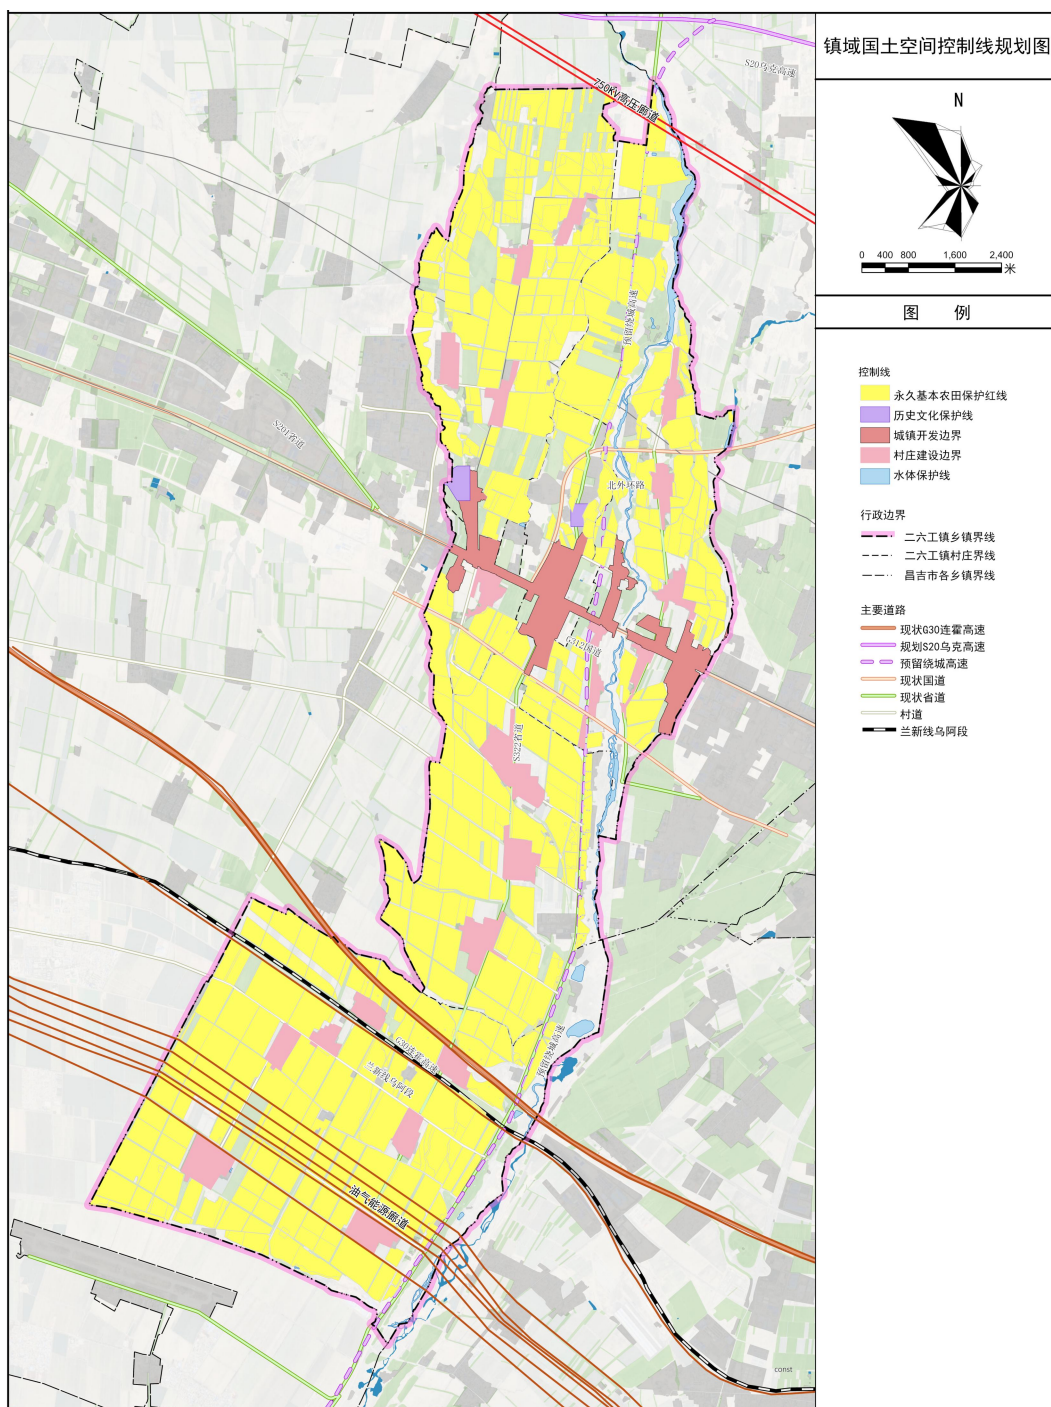 镇域国土空间控制线规划图
N
0 400 800 1,600 2,400
米
图 例
控制线
永久基本农田保护红线
历史文化保护线
城镇开发边界
村庄建设边界
水体保护线
行政边界
二六工镇乡镇界线
二六工镇村庄界线
昌吉市各乡镇界线
主要道路
现状G30连霍高速
规划S20乌克高速
预留绕城高速
现状国道
现状省道
村道
兰新线乌阿段
S20乌克高速
750KV高压廊道
预留绕城高速
S201省道
北外环路
G312国道
S322省道
预留绕城高速
G30连霍高速
兰新线乌阿段
油气能源廊道
const